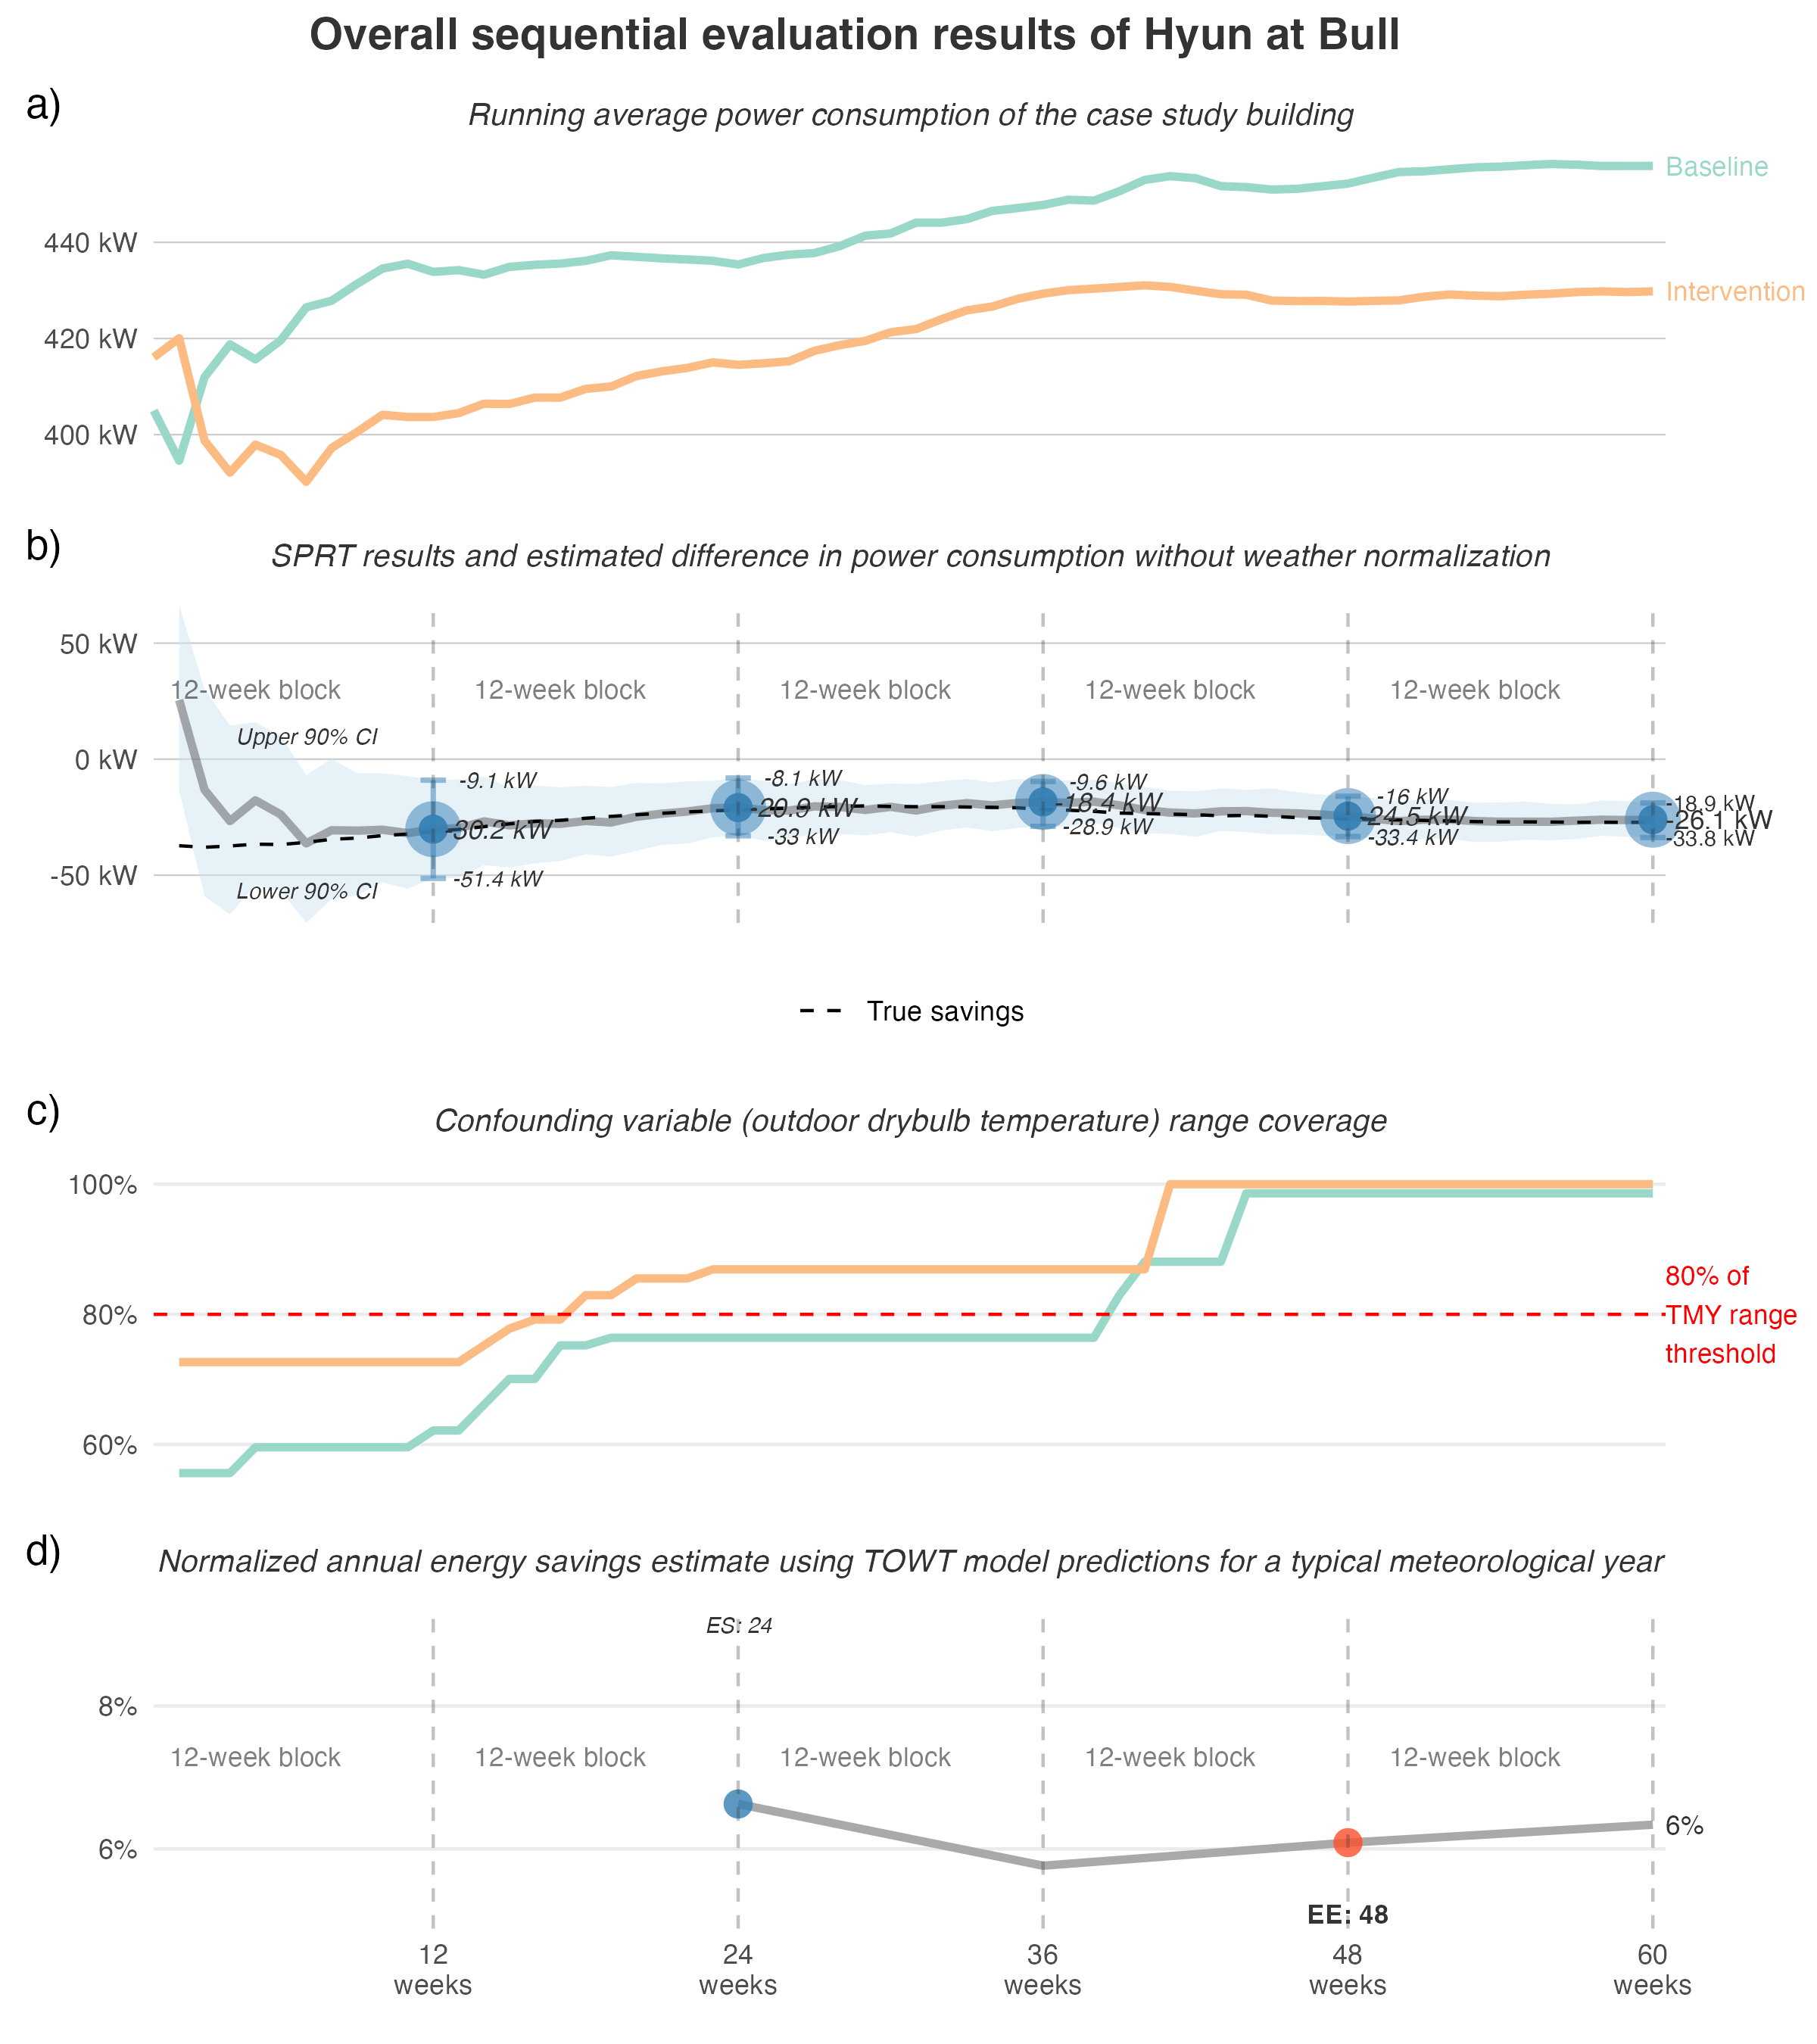 Overall sequential evaluation results of Hyun at Bull
a)
Running average power consumption of the case study building
Baseline
440 kW
Intervention
420 kW
400 kW
b)
SPRT results and estimated difference in power consumption without weather normalization
50 kW
12-week block 12-week block 12-week block 12-week block 12-week block
Upper 90% CI
0 kW
-9.1 kW -8.1 kW -9.6 kW -16 kW -18.9 kW
-30.2 kW -20.9 kW -18.4 kW -24.5 kW -26.1 kW
-51.4 kW -33 kW -28.9 kW -33.4 kW -33.8 kW
-50 kW
Lower 90% CI
True savings
c)
Confounding variable (outdoor drybulb temperature) range coverage
100%
80%
60%
80% of
TMY range
threshold
d)
Normalized annual energy savings estimate using TOWT model predictions for a typical meteorological year
ES: 24
8%
12-week block 12-week block 12-week block 12-week block 12-week block
6%
6%
EE: 48
12 24 36 48 60
weeks weeks weeks weeks weeks